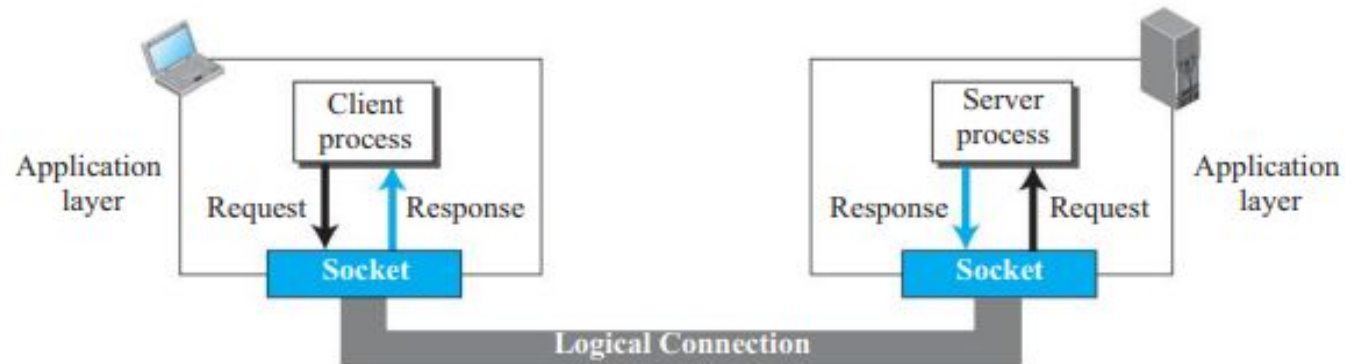 Client
process
Server
process
Application
layer
Request
Response
Response
Request
Application
layer
Socket
Socket
Logical Connection